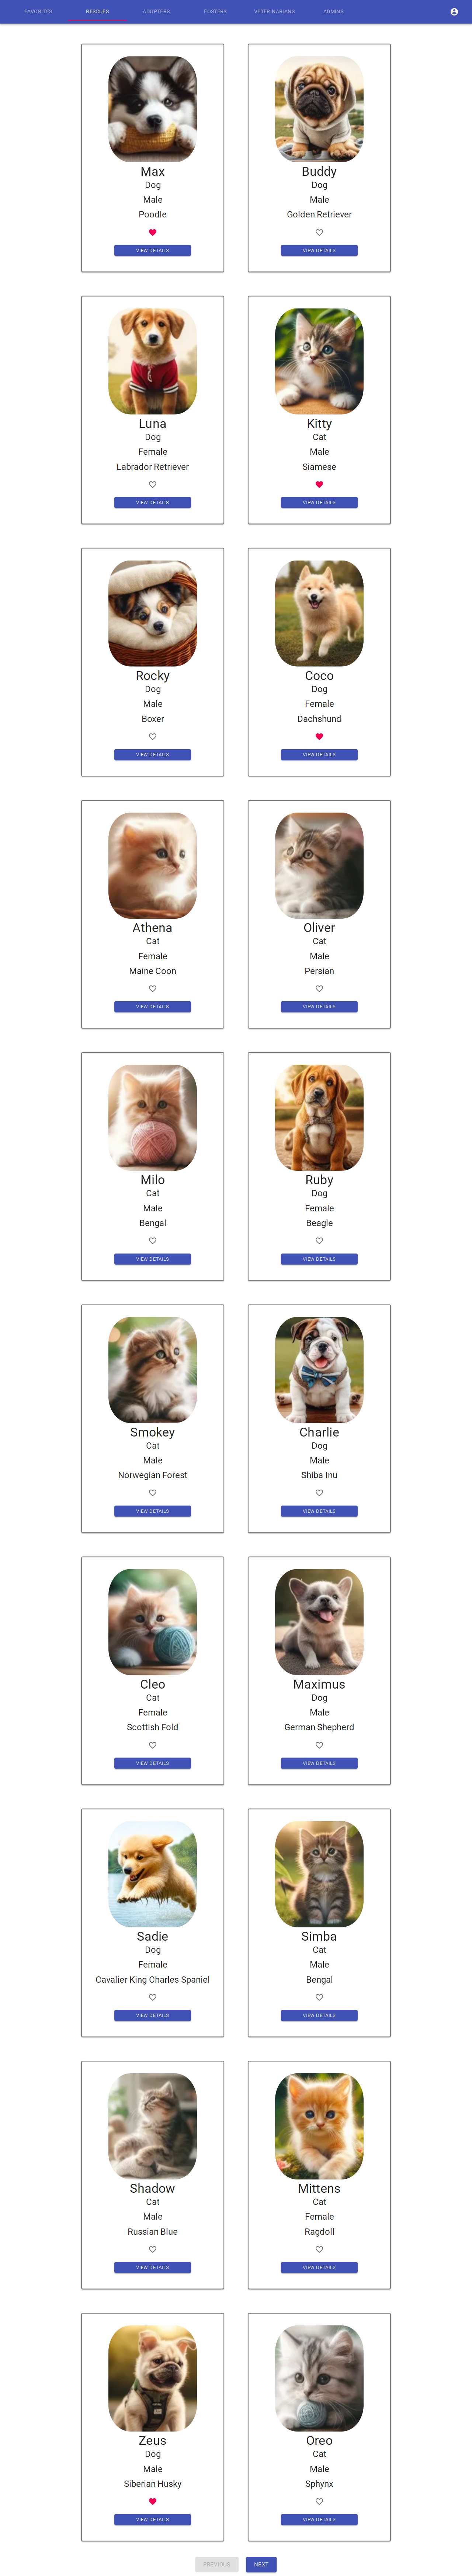 FAVORITES RESCUES ADOPTERS FOSTERS VETERINARIANS ADMINS
Max
Dog
Male
Poodle
VIEW DETAILS
Buddy
Dog
Male
Golden Retriever
VIEW DETAILS
Luna
Dog
Female
Labrador Retriever
VIEW DETAILS
Kitty
Cat
Male
Siamese
VIEW DETAILS
Rocky
Dog
Male
Boxer
VIEW DETAILS
Coco
Dog
Female
Dachshund
VIEW DETAILS
Athena
Cat
Female
Maine Coon
VIEW DETAILS
Oliver
Cat
Male
Persian
VIEW DETAILS
Milo
Cat
Male
Bengal
VIEW DETAILS
Ruby
Dog
Female
Beagle
VIEW DETAILS
Smokey
Cat
Male
Norwegian Forest
VIEW DETAILS
Charlie
Dog
Male
Shiba Inu
VIEW DETAILS
Cleo
Cat
Female
Scottish Fold
VIEW DETAILS
Maximus
Dog
Male
German Shepherd
VIEW DETAILS
Sadie
Dog
Female
Cavalier King Charles Spaniel
VIEW DETAILS
Simba
Cat
Male
Bengal
VIEW DETAILS
Shadow
Cat
Male
Russian Blue
VIEW DETAILS
Mittens
Cat
Female
Ragdoll
VIEW DETAILS
Zeus
Dog
Male
Siberian Husky
VIEW DETAILS
Oreo
Cat
Male
Sphynx
VIEW DETAILS
PREVIOUS NEXT